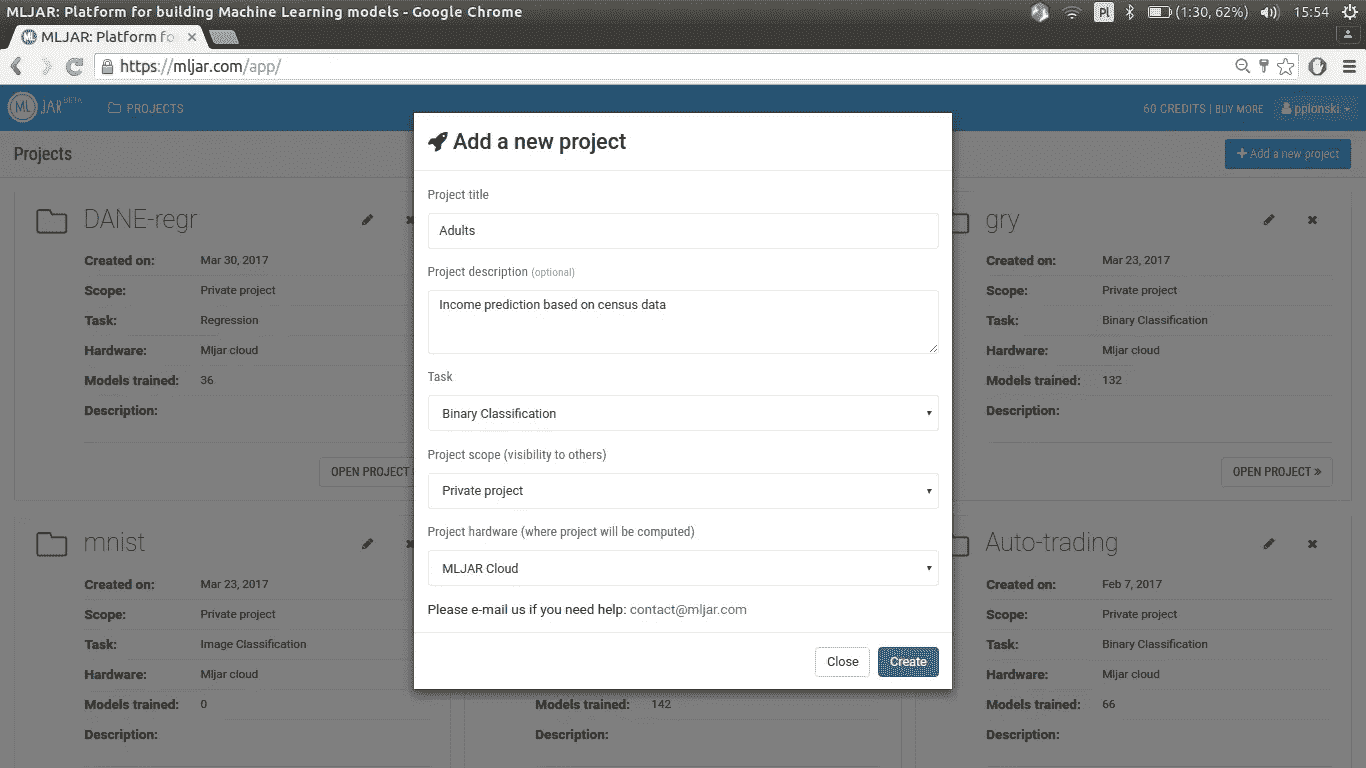 MLJAR: Platform for building Machine Learning models - Google Chrome
Pl (1:30, 62%) 15:54
MLJAR: Platform fo
https://mljar.com/app/
ML JAR BETA PROJECTS 60 CREDITS | BUY MORE pplonski
Projects
Add a new project
DANE-regr
Created on: Mar 30, 2017
Scope: Private project
Task: Regression
Hardware: Mljar cloud
Models trained: 36
Description:
OPEN PROJECT
mnist
Created on: Mar 23, 2017
Scope: Private project
Task: Image Classification
Hardware: Mljar cloud
Models trained: 0
Description:
Add a new project
Project title
Adults
Project description (optional)
Income prediction based on census data
Task
Binary Classification
Project scope (visibility to others)
Private project
Project hardware (where project will be computed)
MLJAR Cloud
Please e-mail us if you need help: contact@mljar.com
Close Create
Models trained: 142
Description:
gry
Created on: Mar 23, 2017
Scope: Private project
Task: Binary Classification
Hardware: Mljar cloud
Models trained: 132
Description:
OPEN PROJECT »
Auto-trading
Created on: Feb 7, 2017
Scope: Private project
Task: Binary Classification
Hardware: Mljar cloud
Models trained: 66
Description: